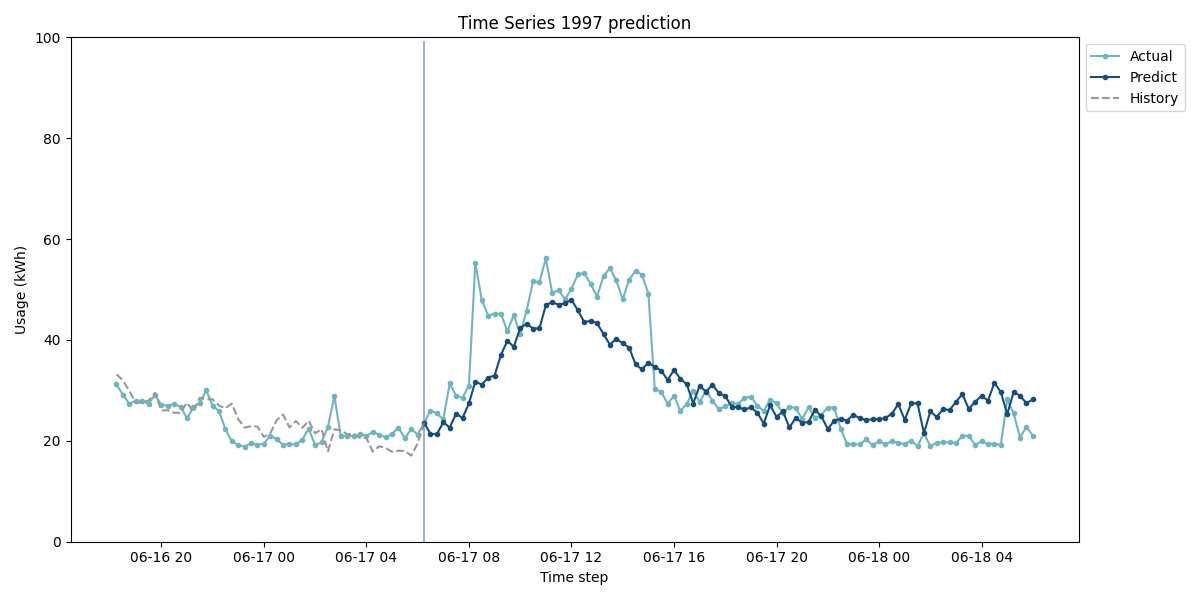 Time Series 1997 prediction
Actual
Predict
History
Usage (kWh)
100
80
60
40
20
0
06-16 20
06-17 00
06-17 04
06-17 08
06-17 12
06-17 16
06-17 20
06-18 00
06-18 04
Time step